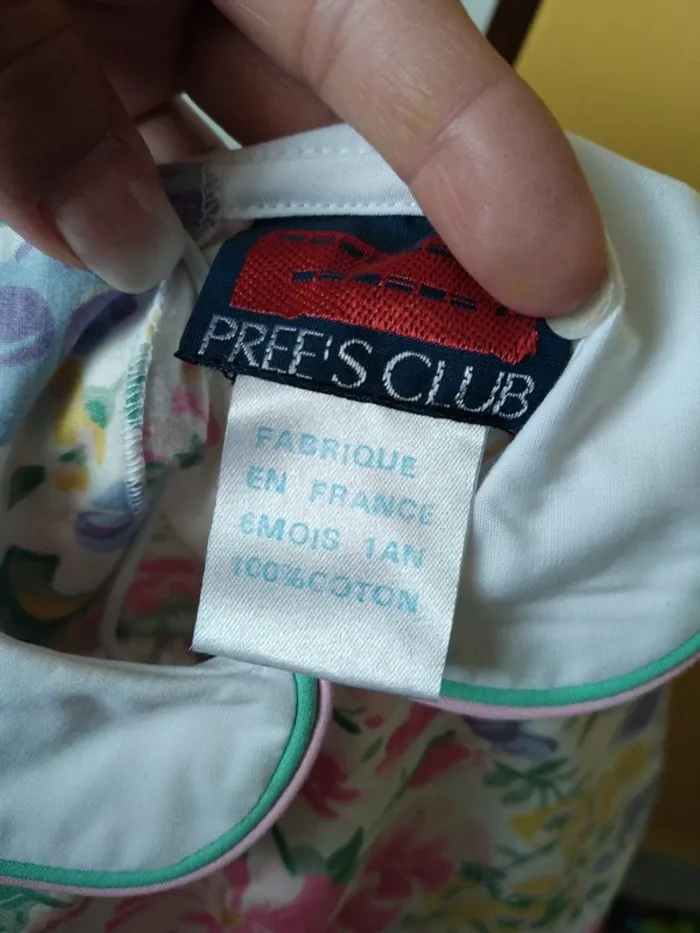 PREE'S CLUB
FABRIQUE
EN FRANCE
6MOIS 1AN
100%COTON